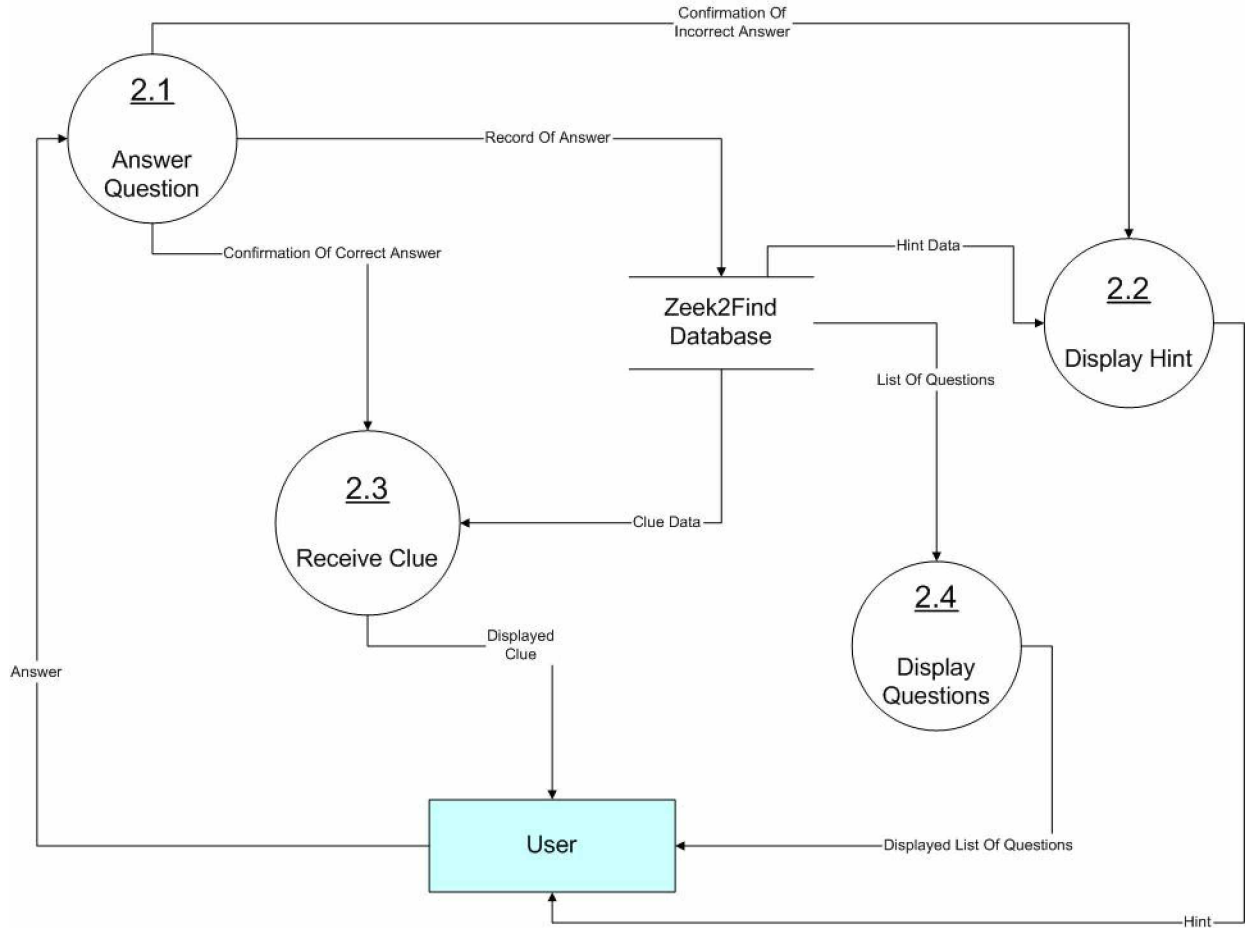 Confirmation Of
Incorrect Answer
2.1
Answer
Question
Record Of Answer
Confirmation Of Correct Answer
Hint Data
2.2
Display Hint
Zeek2Find
Database
List Of Questions
2.3
Receive Clue
Clue Data
2.4
Display
Questions
Displayed
Clue
Answer
User
Displayed List Of Questions
Hint